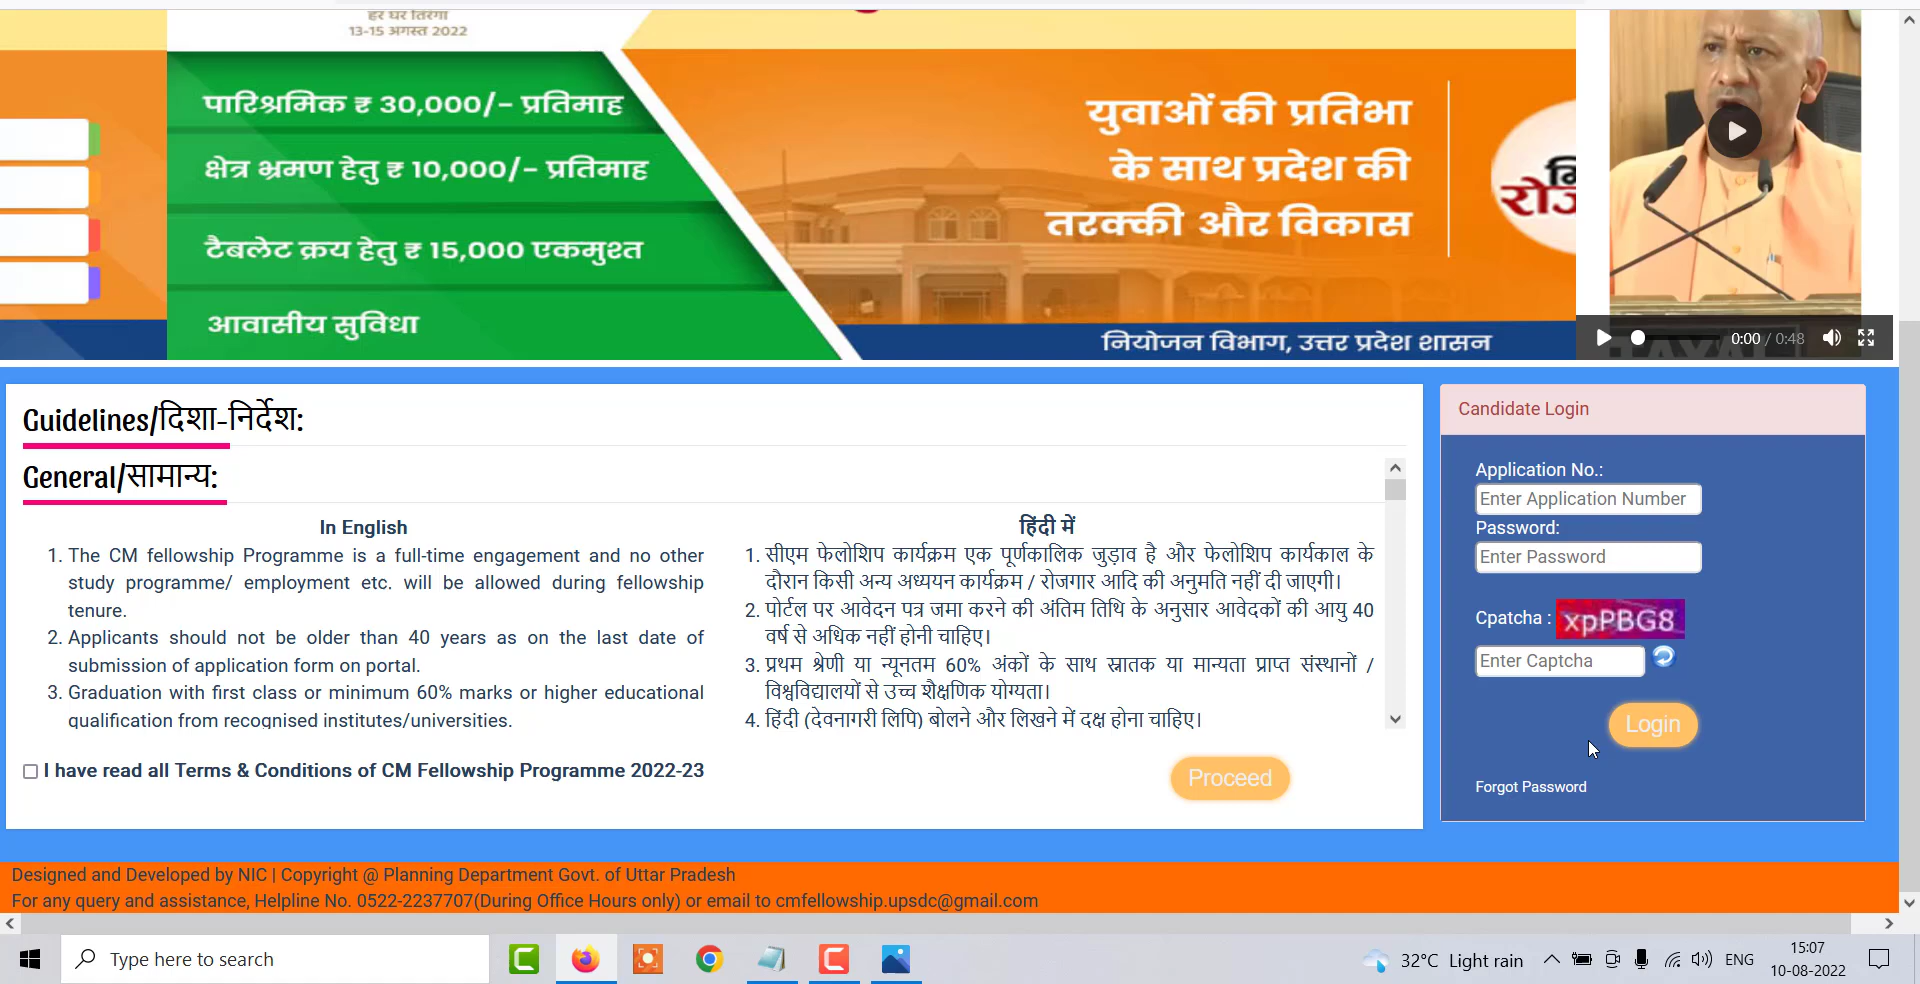 हर घर तिरंगा
13-15 अगस्त 2022
पारिश्रमिक ₹ 30,000/- प्रतिमाह
क्षेत्र भ्रमण हेतु ₹ 10,000/- प्रतिमाह
टैबलेट क्रय हेतु ₹ 15,000 एकमुश्त
आवासीय सुविधा
युवाओं की प्रतिभा
के साथ प्रदेश की
तरक्की और विकास
नियोजन विभाग, उत्तर प्रदेश शासन
0:00 / 0:48
Guidelines/दिशा-निर्देश:
General/सामान्य:
In English
1. The CM fellowship Programme is a full-time engagement and no other
study programme/ employment etc. will be allowed during fellowship
tenure.
2. Applicants should not be older than 40 years as on the last date of
submission of application form on portal.
3. Graduation with first class or minimum 60% marks or higher educational
qualification from recognised institutes/universities.
हिंदी में
1. सीएम फेलोशिप कार्यक्रम एक पूर्णकालिक जुड़ाव है और फेलोशिप कार्यकाल के
दौरान किसी अन्य अध्ययन कार्यक्रम / रोजगार आदि की अनुमति नहीं दी जाएगी।
2. पोर्टल पर आवेदन पत्र जमा करने की अंतिम तिथि के अनुसार आवेदकों की आयु 40
वर्ष से अधिक नहीं होनी चाहिए।
3. प्रथम श्रेणी या न्यूनतम 60% अंकों के साथ स्नातक या मान्यता प्राप्त संस्थानों /
विश्वविद्यालयों से उच्च शैक्षणिक योग्यता।
4. हिंदी (देवनागरी लिपि) बोलने और लिखने में दक्ष होना चाहिए।
I have read all Terms & Conditions of CM Fellowship Programme 2022-23
Proceed
Candidate Login
Application No.:
Enter Application Number
Password:
Enter Password
Cpatcha : xpPBG8
Enter Captcha
Login
Forgot Password
Designed and Developed by NIC | Copyright @ Planning Department Govt. of Uttar Pradesh
For any query and assistance, Helpline No. 0522-2237707(During Office Hours only) or email to cmfellowship.upsdc@gmail.com
Type here to search
32°C Light rain
ENG
15:07
10-08-2022